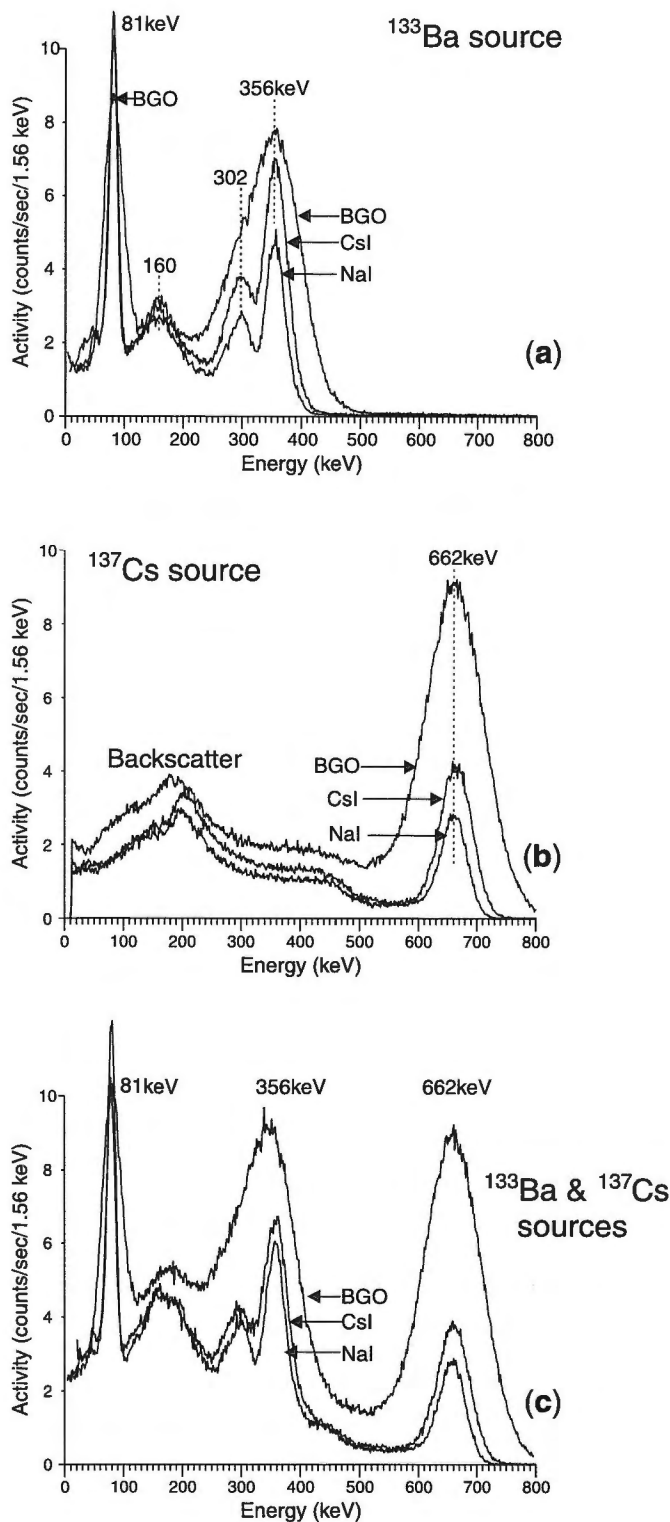 81keV
¹³³Ba source
10
BGO
356keV
8
302
BGO
6
CsI
160
NaI
4
2
(a)
0
0 100 200 300 400 500 600 700 800
Energy (keV)
Activity (counts/sec/1.56 keV)
10
¹³⁷Cs source
662keV
8
6
Backscatter
BGO
4
CsI
NaI
2
(b)
0
0 100 200 300 400 500 600 700 800
Energy (keV)
Activity (counts/sec/1.56 keV)
81keV
356keV
662keV
10
¹³³Ba & ¹³⁷Cs
sources
8
6
BGO
CsI
4
NaI
2
(c)
0
0 100 200 300 400 500 600 700 800
Energy (keV)
Activity (counts/sec/1.56 keV)